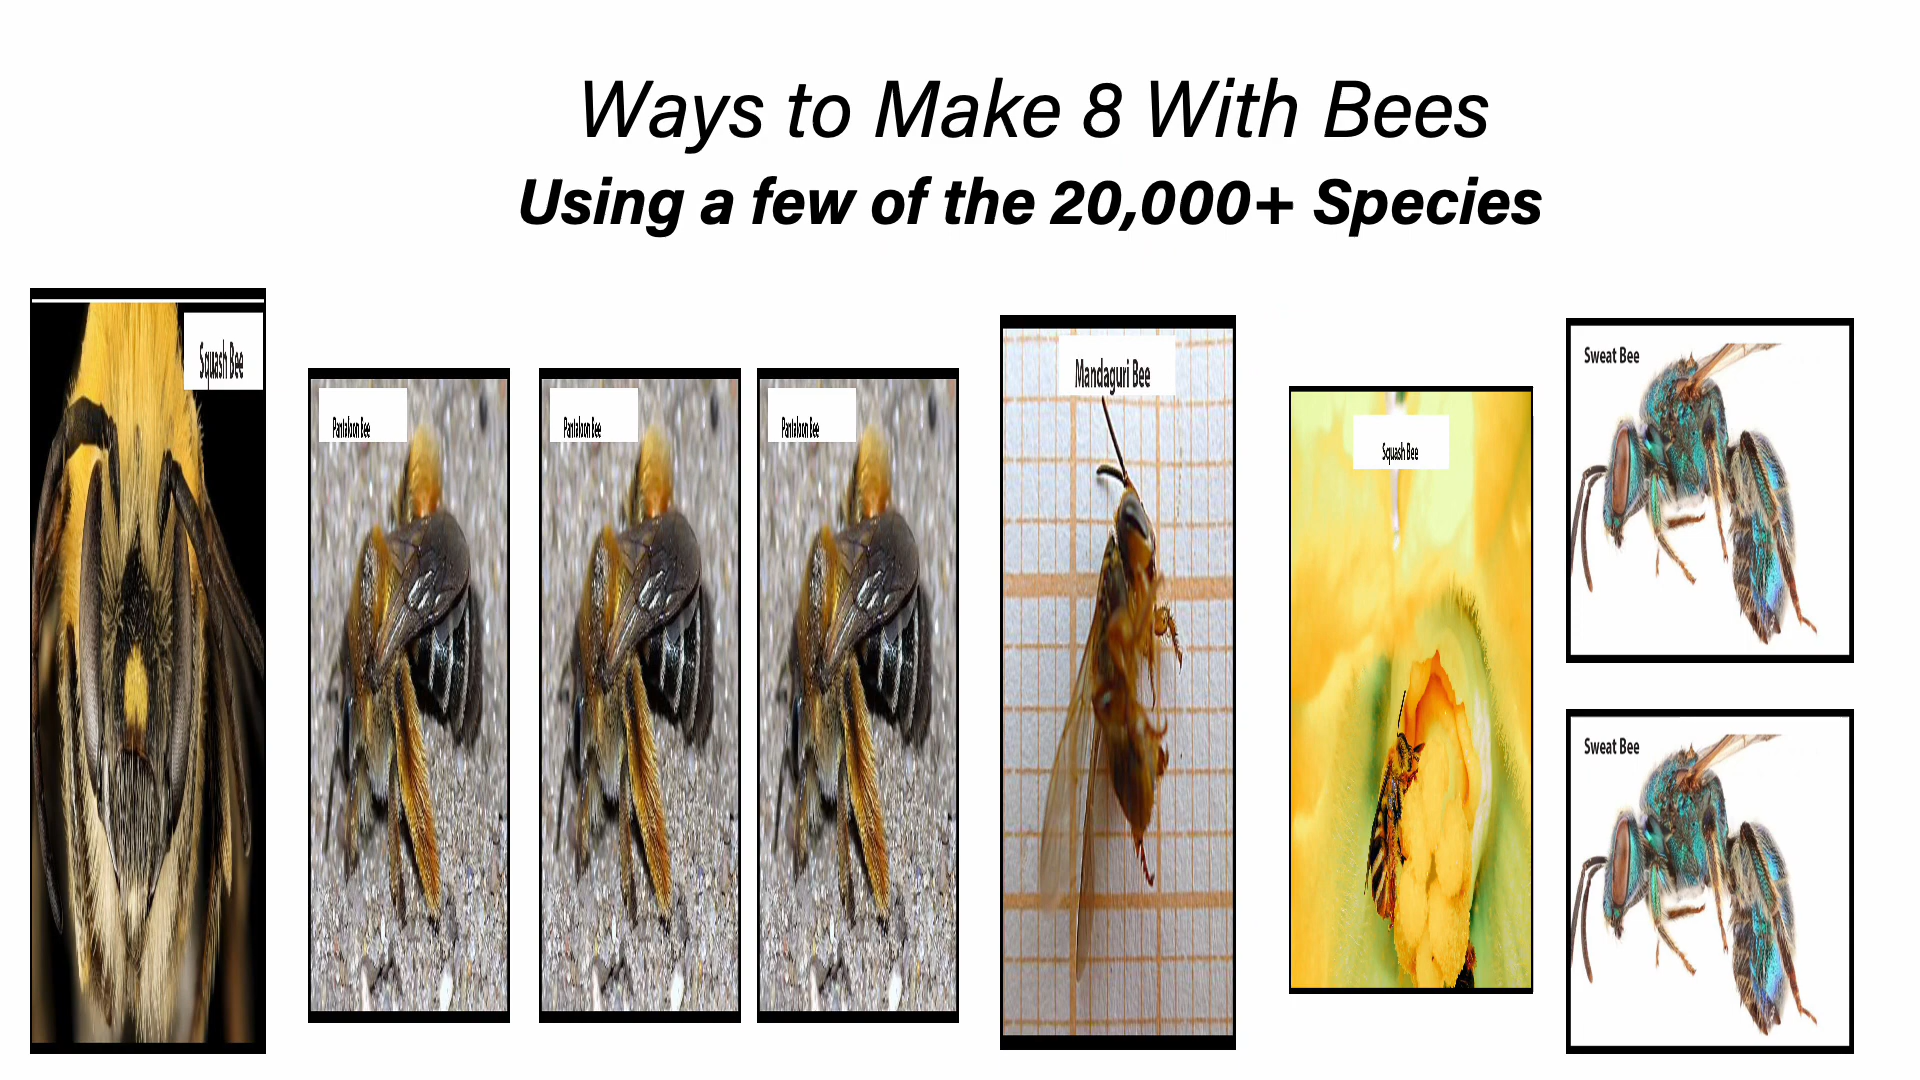 Ways to Make 8 With Bees
Using a few of the 20,000+ Species
Squash Bee
Pantaloon Bee
Pantaloon Bee
Pantaloon Bee
Mandaguri Bee
Squash Bee
Sweat Bee
Sweat Bee